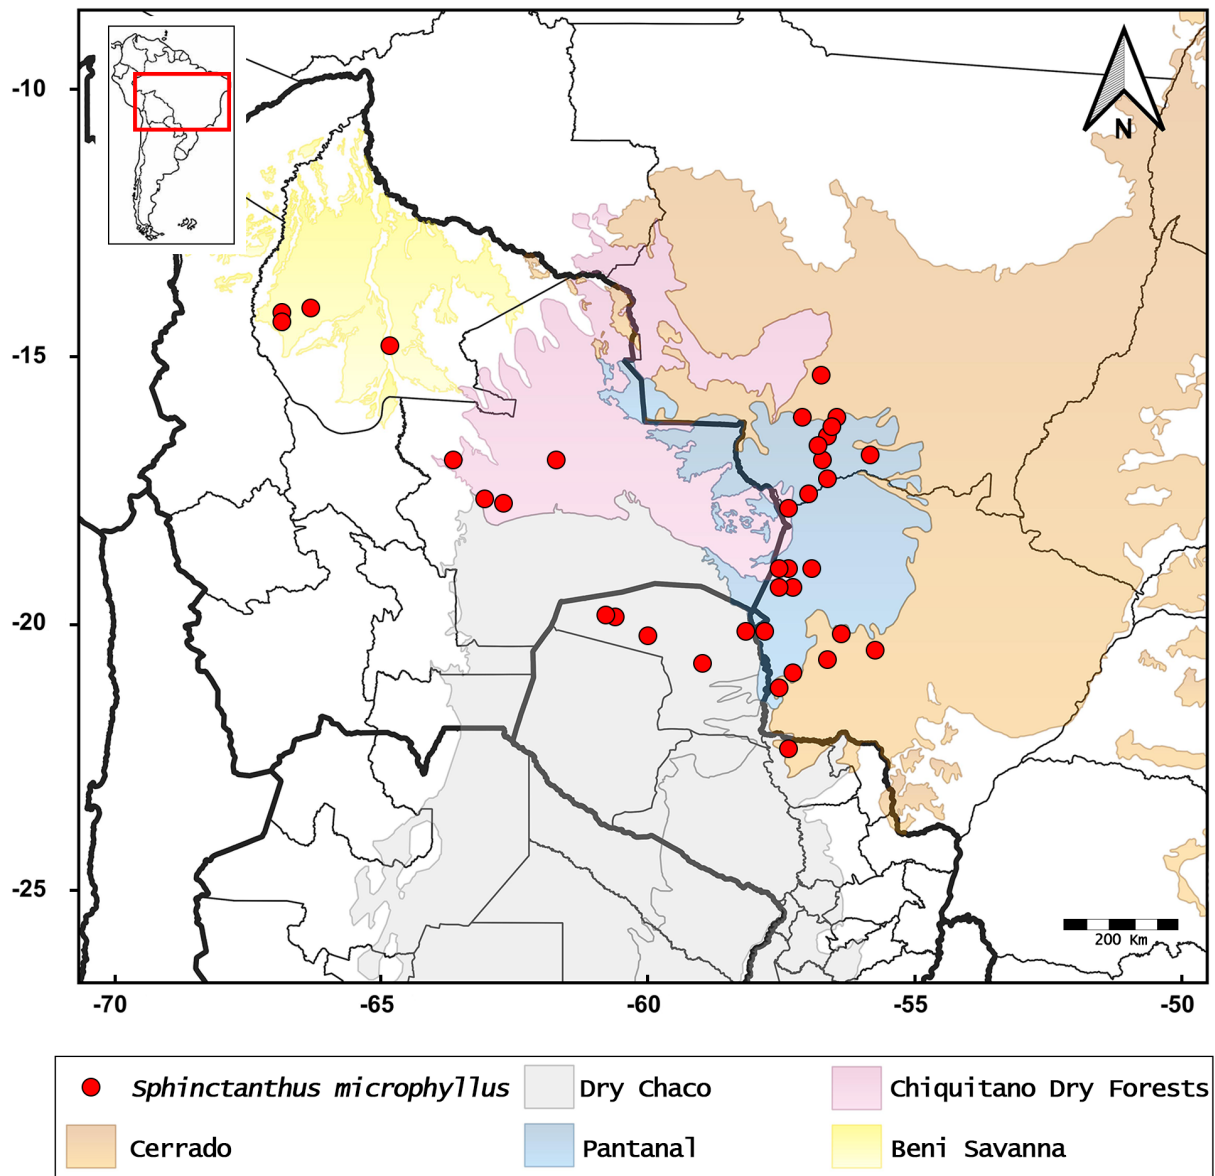 N
-10
-15
-20
-25
200 Km
-70 -65 -60 -55 -50
Sphinctanthus microphyllus Dry Chaco Chiquitano Dry Forests
Cerrado Pantanal Beni Savanna